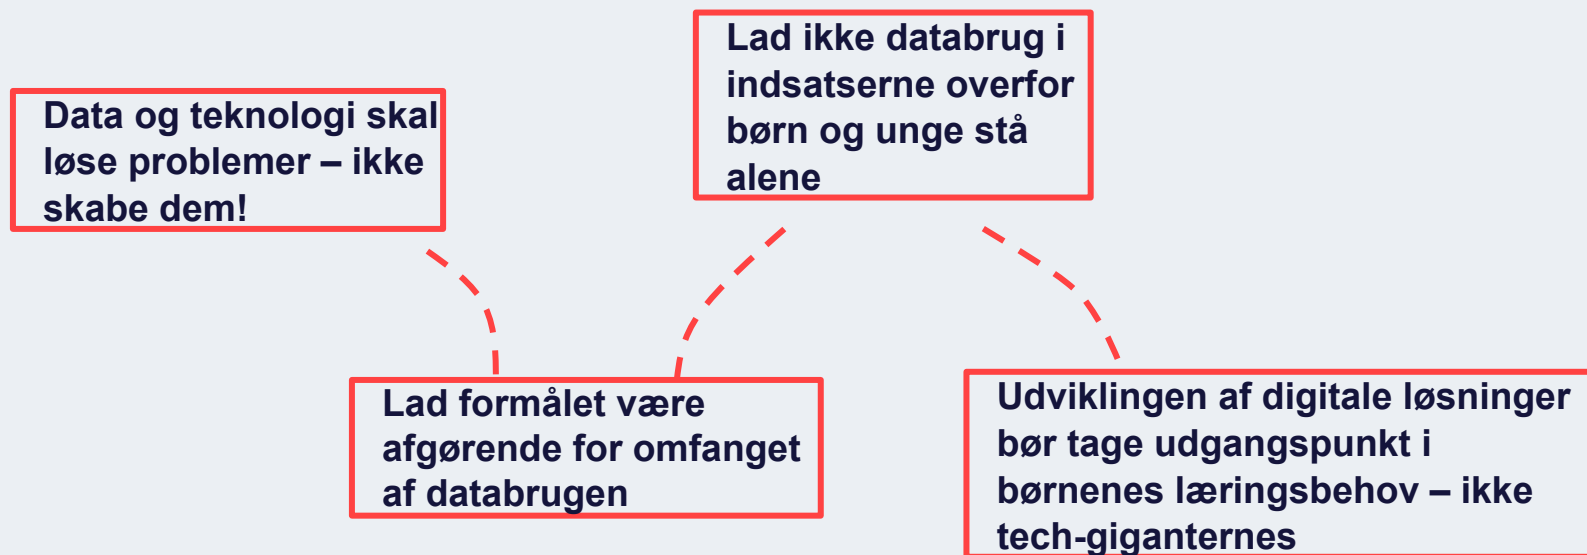 Data og teknologi skal
løse problemer – ikke
skabe dem!
Lad formålet være
afgørende for omfanget
af databrugen
Lad ikke databrug i
indsatserne overfor
børn og unge stå
alene
Udviklingen af digitale løsninger
bør tage udgangspunkt i
børnenes læringsbehov – ikke
tech-giganternes